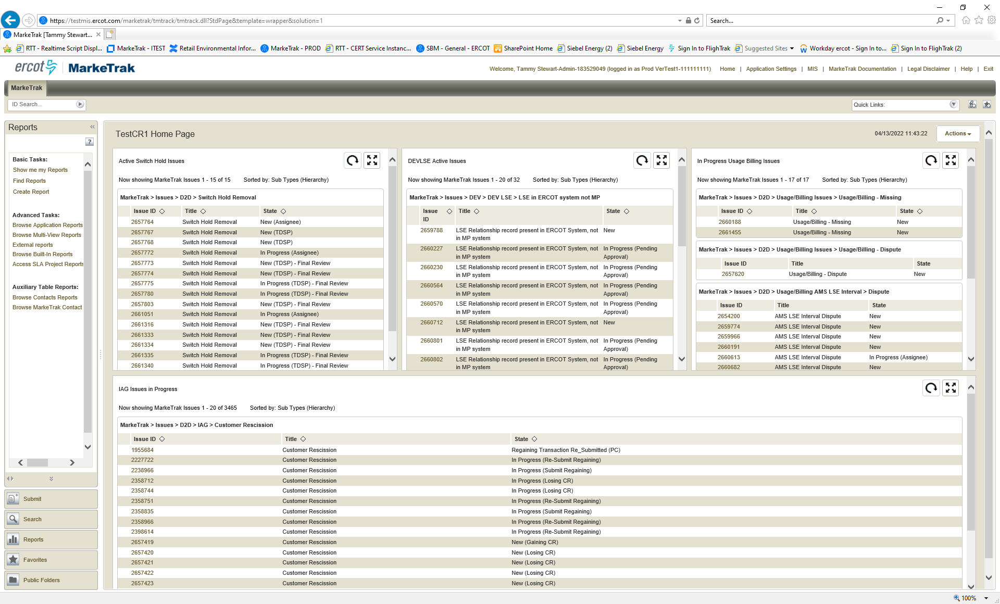 https://testmis.ercot.com/marketrak/tmtrack/tmtrack.dll?StdPage&template=wrapper&solution=1
Search...
MarkeTrak [Tammy Stewart...
RTT - Realtime Script Displ...
MarkeTrak - ITEST
Retail Environmental Infor...
MarkeTrak - PROD
RTT - CERT Service Instanc...
SBM - General - ERCOT
SharePoint Home
Siebel Energy (2)
Siebel Energy
Sign In to FlighTrak
Suggested Sites
Workday ercot - Sign In to...
Sign In to FlighTrak (2)
ercot MarkeTrak
Welcome, Tammy Stewart-Admin-183529049 (logged in as Prod VerTest1-111111111) Home | Application Settings | MIS | MarkeTrak Documentation | Legal Disclaimer | Help | Exit
MarkeTrak
ID Search...
Quick Links:
Reports
?
Basic Tasks:
Show me my Reports
Find Reports
Create Report
Advanced Tasks:
Browse Application Reports
Browse Multi-View Reports
External reports
Browse Built-In Reports
Access SLA Project Reports
Auxiliary Table Reports:
Browse Contacts Reports
Browse MarkeTrak Contact
Submit
Search
Reports
Favorites
Public Folders
TestCR1 Home Page
04/13/2022 11:43:22
Actions
Active Switch Hold Issues
Now showing MarkeTrak Issues 1 - 15 of 15 Sorted by: Sub Types (Hierarchy)
MarkeTrak > Issues > D2D > Switch Hold Removal
Issue ID Title State
2657764 Switch Hold Removal New (Assignee)
2657767 Switch Hold Removal New (TDSP)
2657768 Switch Hold Removal New (TDSP)
2657772 Switch Hold Removal In Progress (Assignee)
2657773 Switch Hold Removal New (TDSP) - Final Review
2657774 Switch Hold Removal New (TDSP) - Final Review
2657775 Switch Hold Removal In Progress (TDSP) - Final Review
2657780 Switch Hold Removal In Progress (TDSP) - Final Review
2657803 Switch Hold Removal New (TDSP) - Final Review
2661051 Switch Hold Removal In Progress (Assignee)
2661316 Switch Hold Removal New (TDSP) - Final Review
2661333 Switch Hold Removal New (TDSP) - Final Review
2661334 Switch Hold Removal New (TDSP) - Final Review
2661335 Switch Hold Removal In Progress (TDSP) - Final Review
2661340 Switch Hold Removal In Progress (TDSP) - Final Review
DEVLSE Active Issues
Now showing MarkeTrak Issues 1 - 20 of 32 Sorted by: Sub Types (Hierarchy)
MarkeTrak > Issues > DEV > DEV LSE > LSE in ERCOT system not MP
Issue Title State
ID
2659788 LSE Relationship record present in ERCOT System, not New
in MP system
2660227 LSE Relationship record present in ERCOT System, not In Progress (Pending
in MP system Approval)
2660230 LSE Relationship record present in ERCOT System, not In Progress (Pending
in MP system Approval)
2660564 LSE Relationship record present in ERCOT System, not In Progress (Pending
in MP system Approval)
2660570 LSE Relationship record present in ERCOT System, not In Progress (Pending
in MP system Approval)
2660712 LSE Relationship record present in ERCOT System, not New
in MP system
2660801 LSE Relationship record present in ERCOT System, not In Progress (Pending
in MP system Approval)
2660802 LSE Relationship record present in ERCOT System, not In Progress (Pending
in MP system Approval)
In Progress Usage Billing Issues
Now showing MarkeTrak Issues 1 - 17 of 17 Sorted by: Sub Types (Hierarchy)
MarkeTrak > Issues > D2D > Usage/Billing Issues > Usage/Billing - Missing
Issue ID Title State
2660188 Usage/Billing - Missing New
2661455 Usage/Billing - Missing New
MarkeTrak > Issues > D2D > Usage/Billing Issues > Usage/Billing - Dispute
Issue ID Title State
2657620 Usage/Billing - Dispute New
MarkeTrak > Issues > D2D > Usage/Billing AMS LSE Interval > Dispute
Issue ID Title State
2654200 AMS LSE Interval Dispute New
2659774 AMS LSE Interval Dispute New
2659966 AMS LSE Interval Dispute New
2660191 AMS LSE Interval Dispute New
2660613 AMS LSE Interval Dispute In Progress (Assignee)
2660682 AMS LSE Interval Dispute New
IAG Issues in Progress
Now showing MarkeTrak Issues 1 - 20 of 3465 Sorted by: Sub Types (Hierarchy)
MarkeTrak > Issues > D2D > IAG > Customer Rescission
Issue ID Title State
1955684 Customer Rescission Regaining Transaction Re_Submitted (PC)
2227722 Customer Rescission In Progress (Re-Submit Regaining)
2238966 Customer Rescission In Progress (Submit Regaining)
2358712 Customer Rescission In Progress (Losing CR)
2358744 Customer Rescission In Progress (Losing CR)
2358751 Customer Rescission In Progress (Re-Submit Regaining)
2358835 Customer Rescission In Progress (Submit Regaining)
2358966 Customer Rescission In Progress (Re-Submit Regaining)
2398614 Customer Rescission In Progress (Re-Submit Regaining)
2657419 Customer Rescission New (Gaining CR)
2657420 Customer Rescission New (Losing CR)
2657421 Customer Rescission New (Losing CR)
2657422 Customer Rescission New (Losing CR)
2657423 Customer Rescission New (Losing CR)
100%